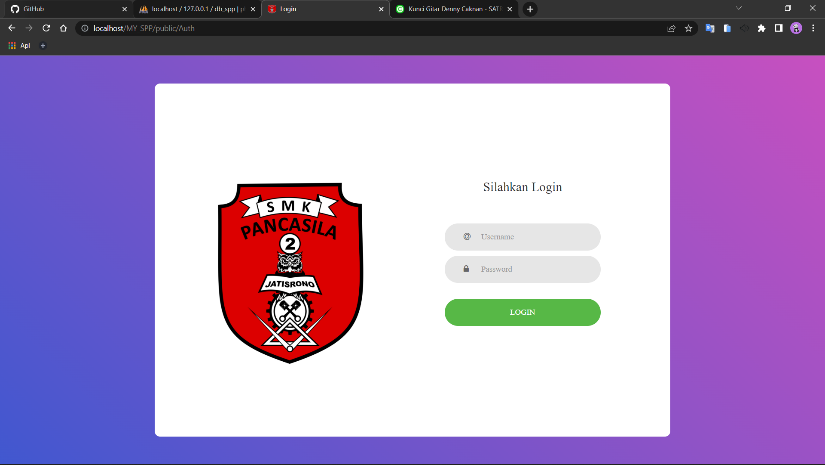 GitHub
localhost / 127.0.0.1 / db_spp | p
Login
Kunci Gitar Denny Caknan - SATI
localhost/MY-SPP/public/Auth
Apl
SMK
PANCASILA
2
JATISRONO
Silahkan Login
@ Username
Password
LOGIN